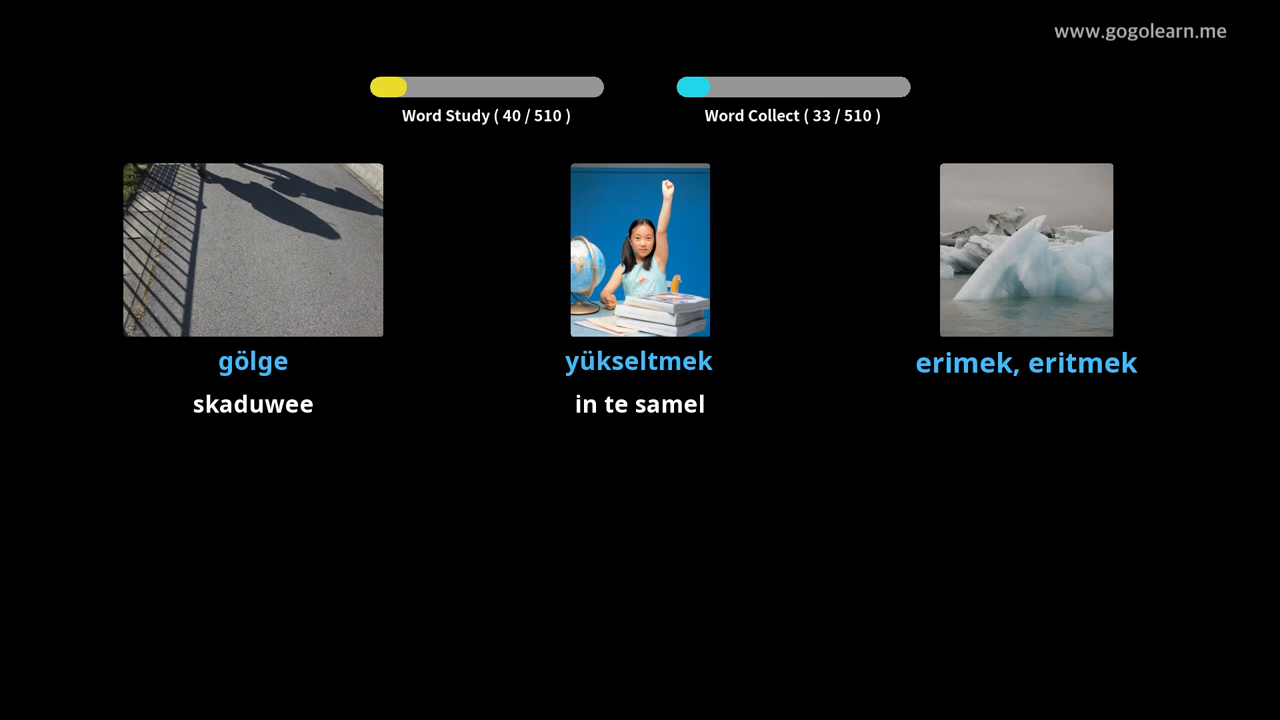 www.gogolearn.me
Word Study ( 40 / 510 )
Word Collect ( 33 / 510 )
gölge
yükseltmek
erimek, eritmek
skaduwee
in te samel